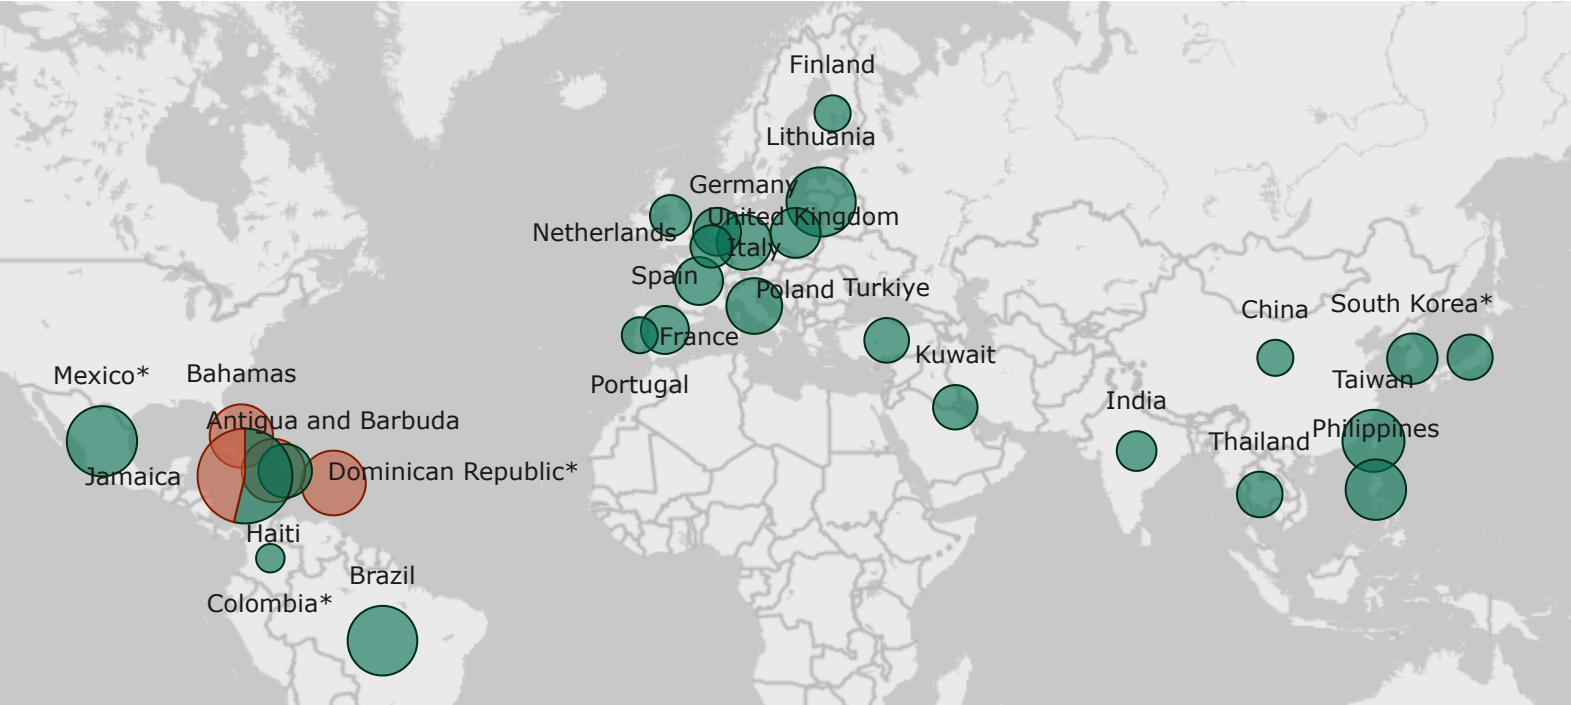 Finland
Lithuania
Germany
United Kingdom
Netherlands
Italy
Spain
Poland
Turkiye
China
South Korea*
France
Kuwait
Mexico*
Bahamas
Taiwan
Portugal
India
Antigua and Barbuda
Philippines
Thailand
Jamaica
Dominican Republic*
Haiti
Brazil
Colombia*